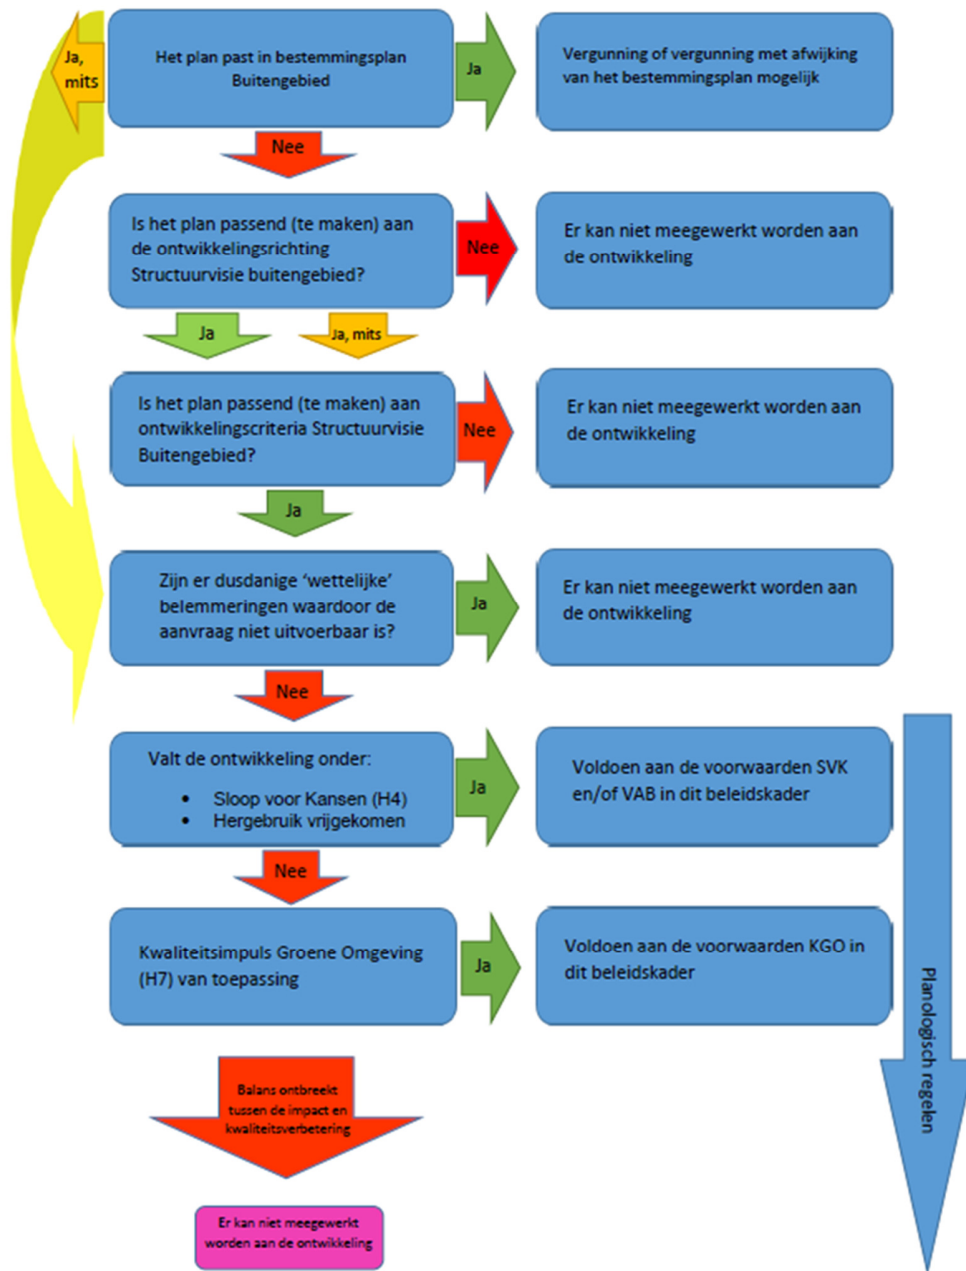 Ja,
mits
Het plan past in bestemmingsplan
Buitengebied
Ja
Vergunning of vergunning met afwijking
van het bestemmingsplan mogelijk
Nee
Is het plan passend (te maken) aan
de ontwikkelingsrichting
Structuurvisie buitengebied?
Nee
Er kan niet meegewerkt worden aan
de ontwikkeling
Ja
Ja, mits
Is het plan passend (te maken) aan
ontwikkelingscriteria Structuurvisie
Buitengebied?
Nee
Er kan niet meegewerkt worden aan
de ontwikkeling
Ja
Zijn er dusdanige ‘wettelijke’
belemmeringen waardoor de
aanvraag niet uitvoerbaar is?
Ja
Er kan niet meegewerkt worden aan
de ontwikkeling
Nee
Valt de ontwikkeling onder:
• Sloop voor Kansen (H4)
• Hergebruik vrijgekomen
Ja
Voldoen aan de voorwaarden SVK
en/of VAB in dit beleidskader
Nee
Kwaliteitsimpuls Groene Omgeving
(H7) van toepassing
Ja
Voldoen aan de voorwaarden KGO in
dit beleidskader
Planologisch regelen
Balans ontbreekt
tussen de impact en
kwaliteitsverbetering
Er kan niet meegewerkt
worden aan de ontwikkeling